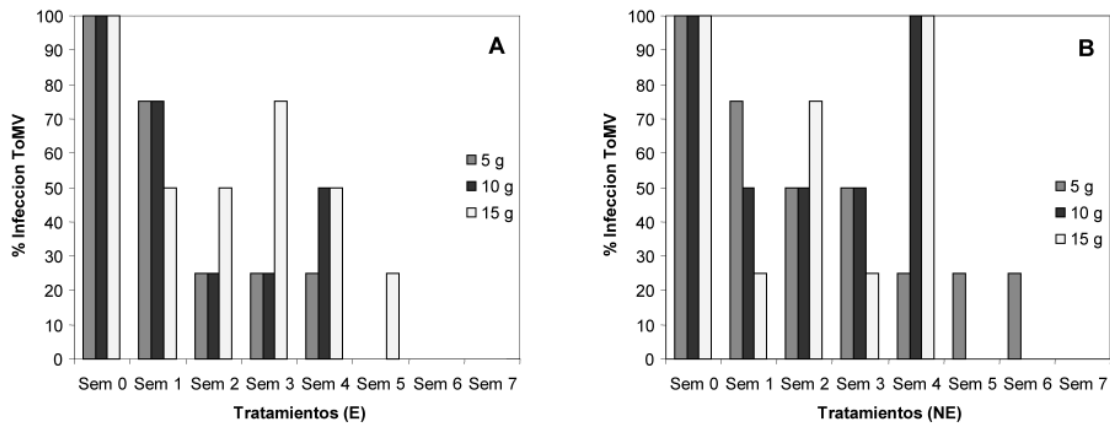 A
% Infeccion ToMV
100
90
80
70
60
50
40
30
20
10
0
5 g
10 g
15 g
Sem 0 Sem 1 Sem 2 Sem 3 Sem 4 Sem 5 Sem 6 Sem 7
Tratamientos (E)
B
% Infeccion ToMV
100
90
80
70
60
50
40
30
20
10
0
5 g
10 g
15 g
Sem 0 Sem 1 Sem 2 Sem 3 Sem 4 Sem 5 Sem 6 Sem 7
Tratamientos (NE)